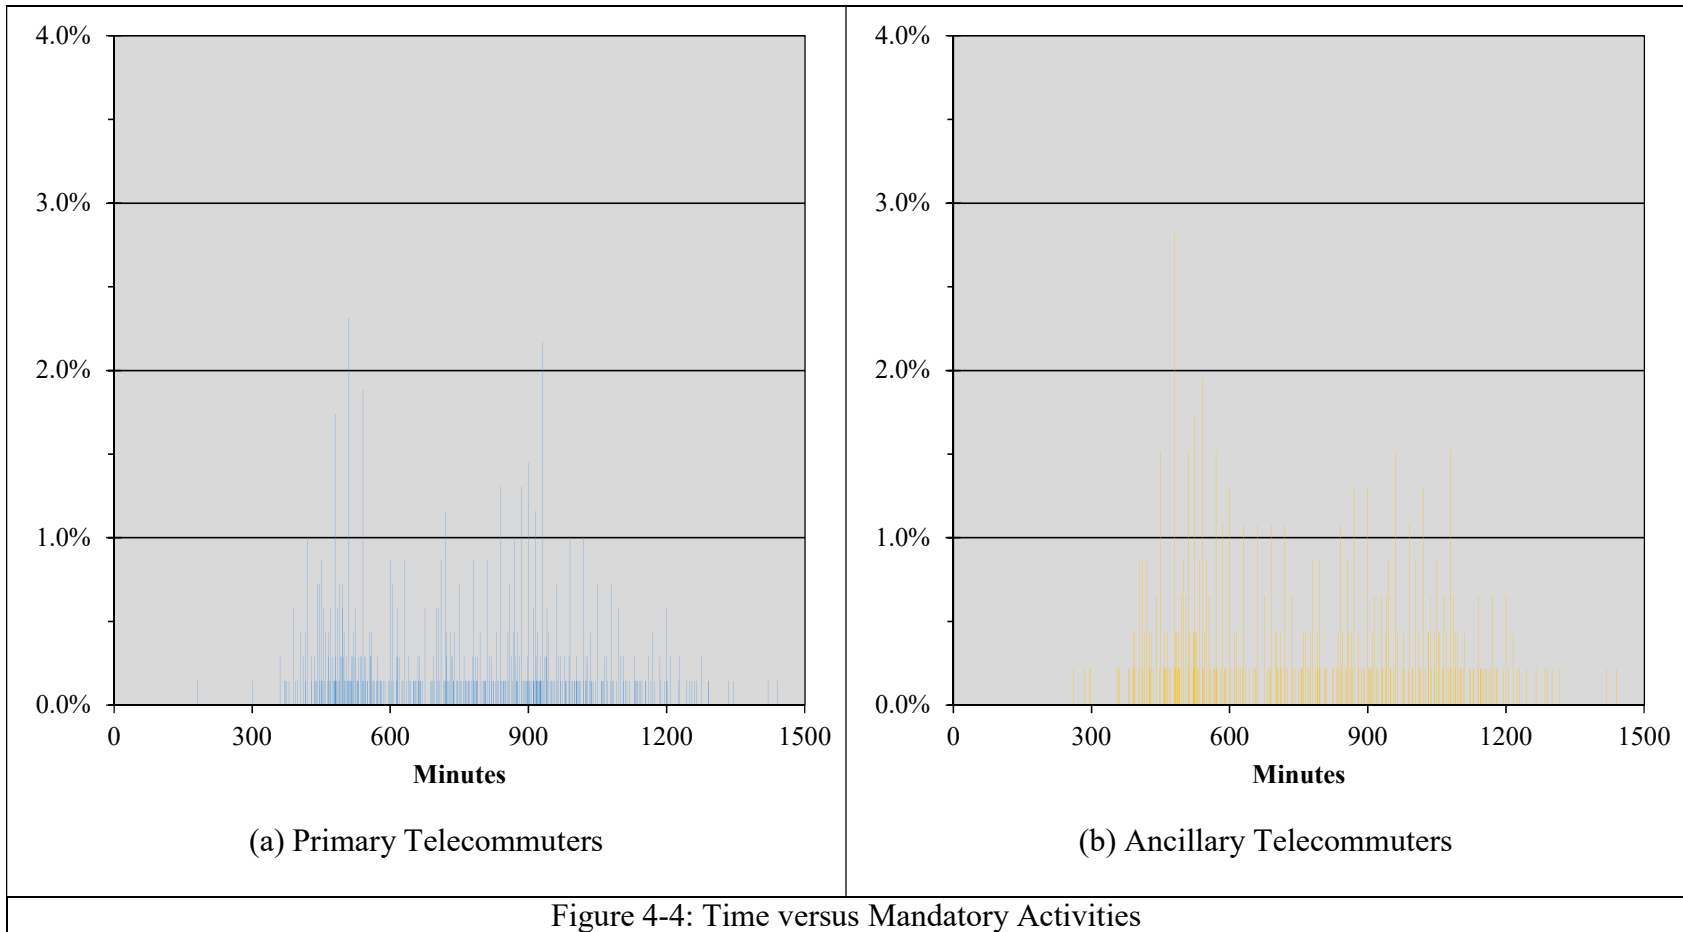 4.0%
3.0%
2.0%
1.0%
0.0%
0 300 600 900 1200 1500
Minutes
(a) Primary Telecommuters
4.0%
3.0%
2.0%
1.0%
0.0%
0 300 600 900 1200 1500
Minutes
(b) Ancillary Telecommuters
Figure 4-4: Time versus Mandatory Activities